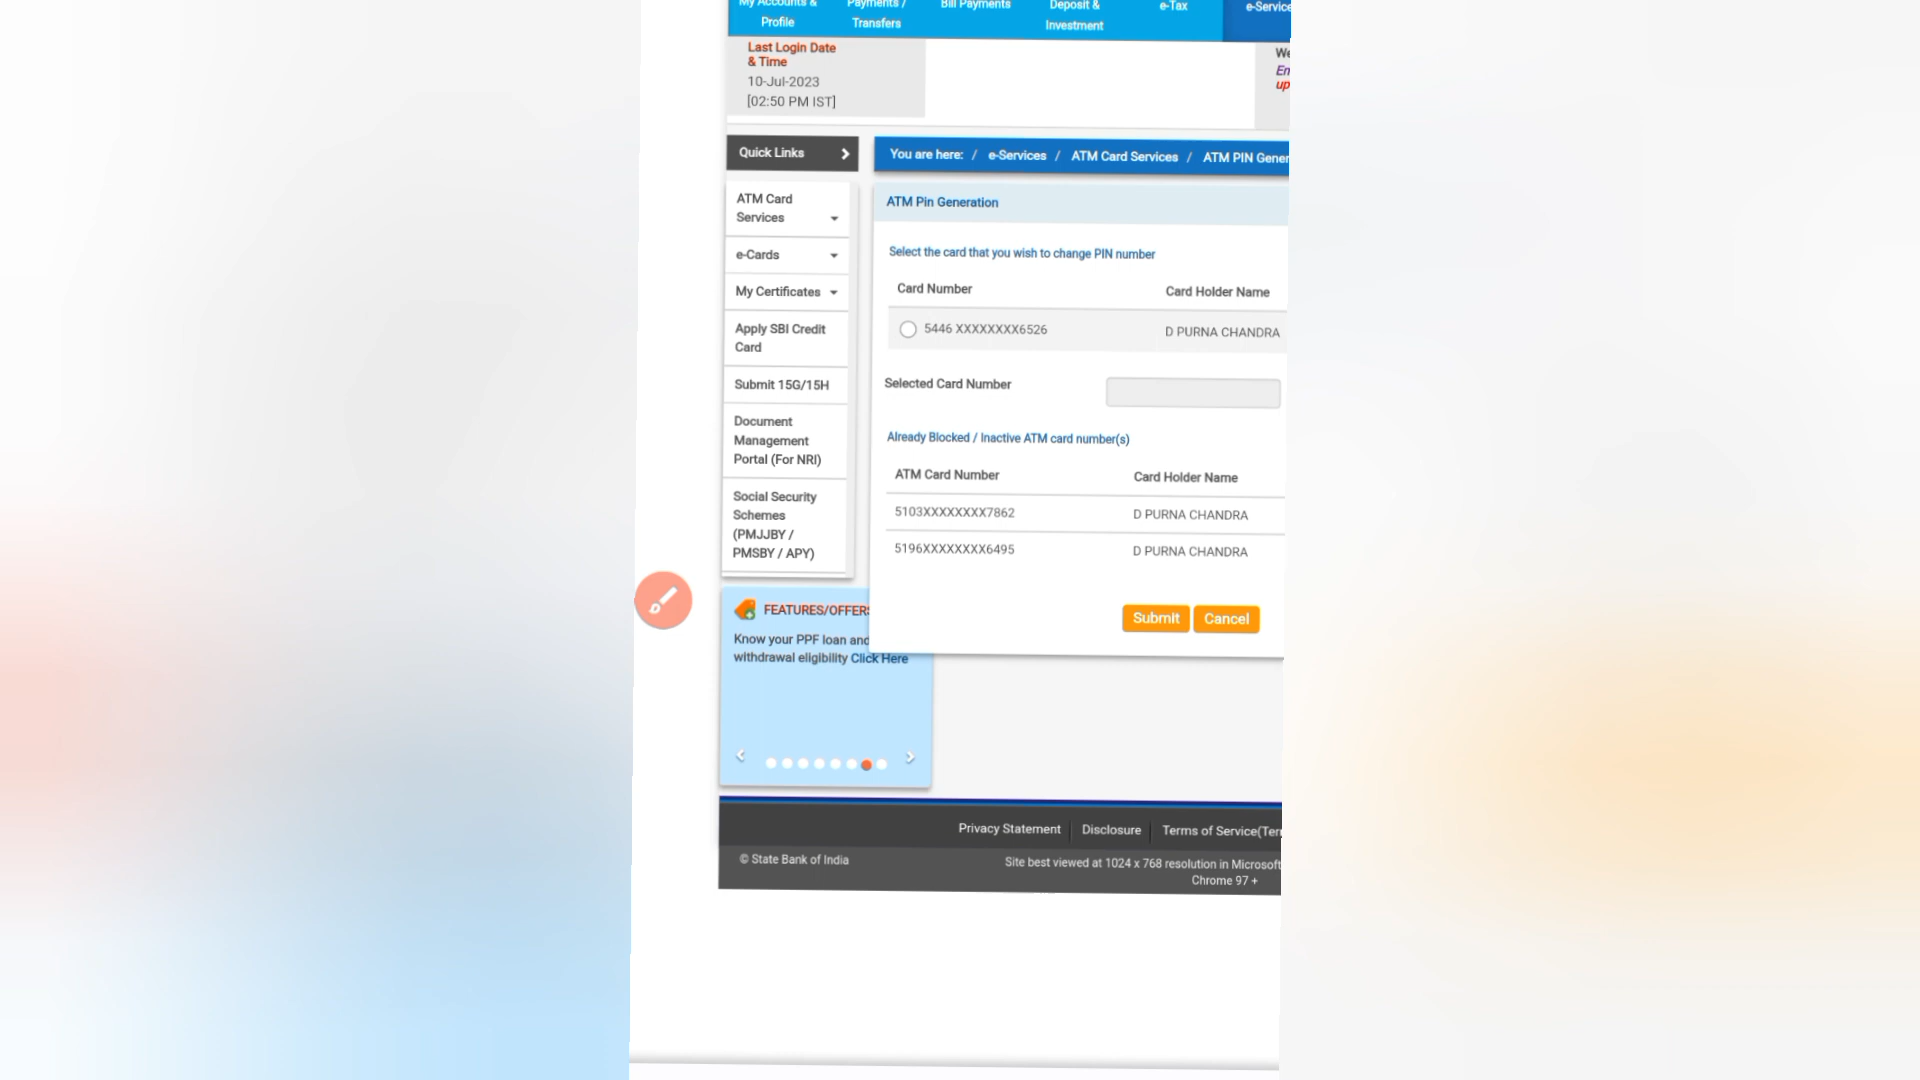 My Accounts &
Profile
Payments /
Transfers
Bill Payments
Deposit &
Investment
e-Tax
e-Service
Last Login Date
& Time
10-Jul-2023
[02:50 PM IST]
We
En
up
Quick Links
You are here: / e-Services / ATM Card Services / ATM PIN Gener
ATM Card
Services
e-Cards
My Certificates
Apply SBI Credit
Card
Submit 15G/15H
Document
Management
Portal (For NRI)
Social Security
Schemes
(PMJJBY /
PMSBY / APY)
ATM Pin Generation
Select the card that you wish to change PIN number
Card Number Card Holder Name
5446 XXXXXXXX6526 D PURNA CHANDRA
Selected Card Number
Already Blocked / Inactive ATM card number(s)
ATM Card Number Card Holder Name
5103XXXXXXXX7862 D PURNA CHANDRA
5196XXXXXXXX6495 D PURNA CHANDRA
Submit Cancel
FEATURES/OFFERS
Know your PPF loan and
withdrawal eligibility Click Here
Privacy Statement Disclosure Terms of Service(Ter
© State Bank of India
Site best viewed at 1024 x 768 resolution in Microsoft
Chrome 97 +